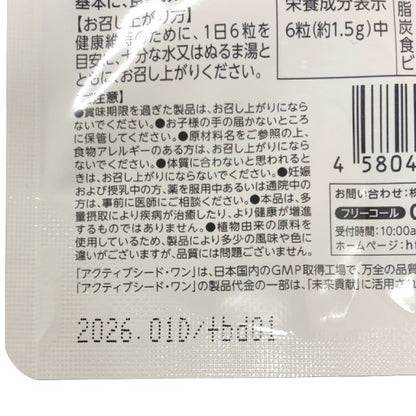 【お召し上がり方】
健康維持のために、1日6粒を
目安に、十分な水又はぬるま湯と
ともに、お召し上がりください。
ご注意】
●賞味期限を過ぎた製品は、お召し上がりになら
ないでください。●お子様の手の届かないところ
に保管してください。●原材料名をご参照の上、
食物アレルギーのある方は、お召し上がりになら
ないでください。●体質に合わないと思われると
きは、お召し上がりにならないでください。●妊娠
および授乳中の方、薬を服用中あるいは通院中の
方は、事前に医師にご相談ください。●本品は、多
量摂取により疾病が治癒したり、より健康が増進
するものではありません。●植物由来の原料を
使用しているため、製品により多少の風味や色に
違いがございますが、品質には問題ございません。
「アクティブシード・ワン」は、日本国内のGMP取得工場で、万全の品質
「アクティブシード・ワン」の製品代金の一部は、「未来貢献」に活用され
2026.01D/4bd01
栄養成分表示
6粒(約1.5g)中
脂
炭
食
ビ
4 5804
お問い合わせ:株
フリーコール
受付時間:10:00a
ホームページ:ht